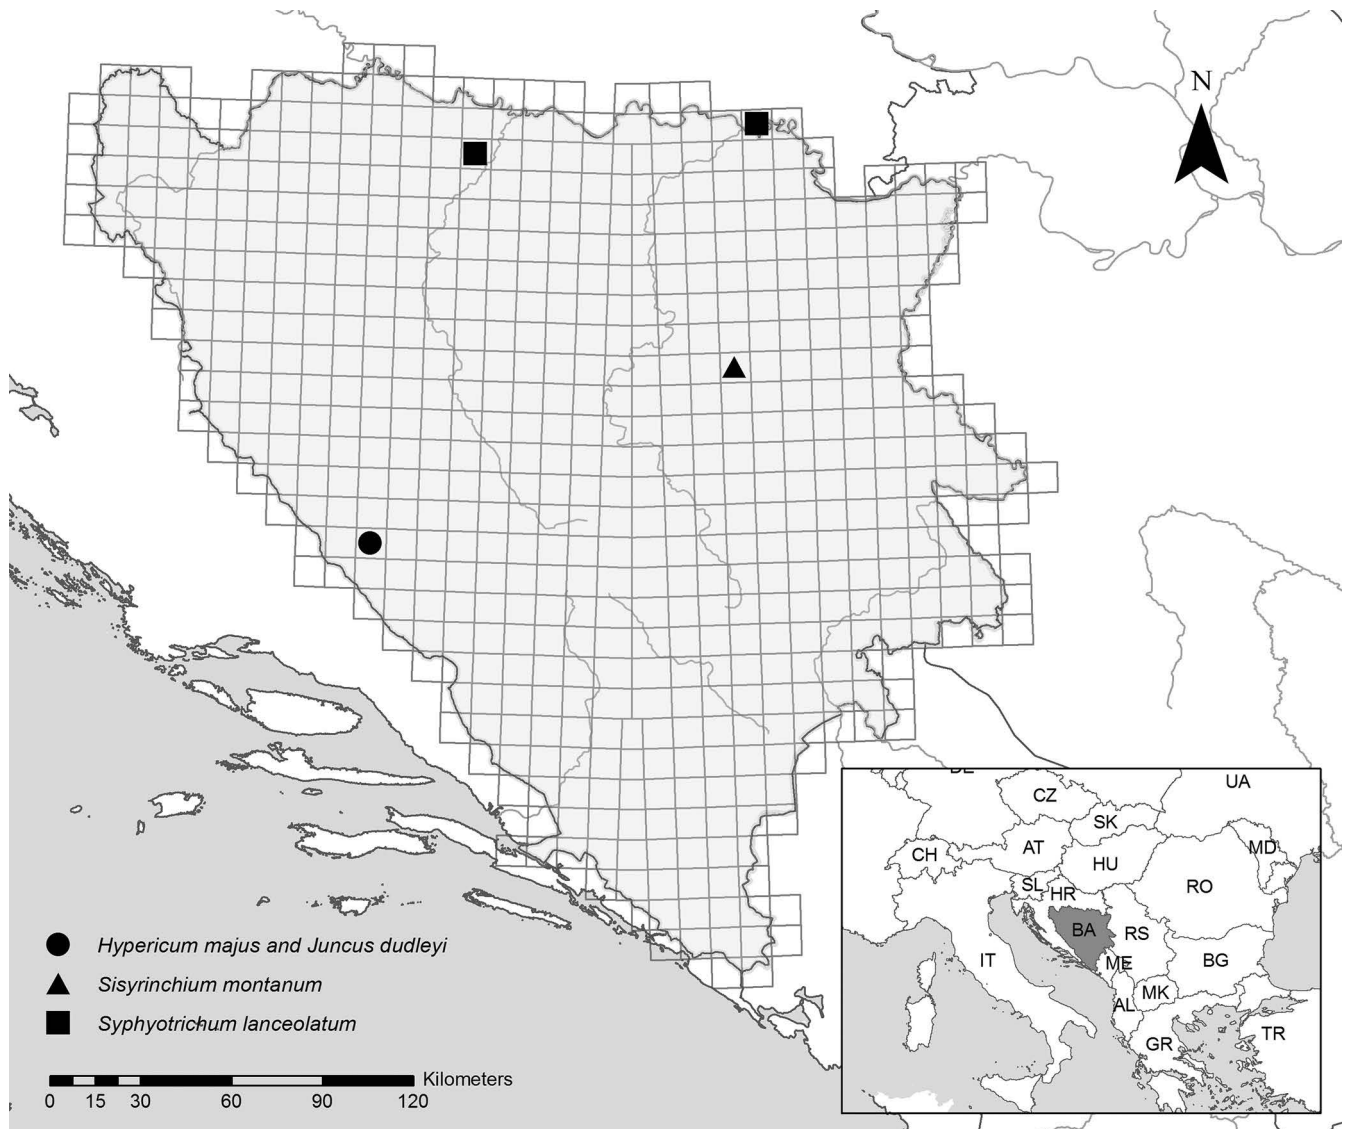 N
Hypericum majus and Juncus dudleyi
Sisyrinchium montanum
Syphyotrichum lanceolatum
Kilometers
0 15 30 60 90 120
UA
CZ
SK
MD
AT
CH
HU
RO
SL
HR
BA
RS
IT
ME
BG
MK
AL
TR
GR